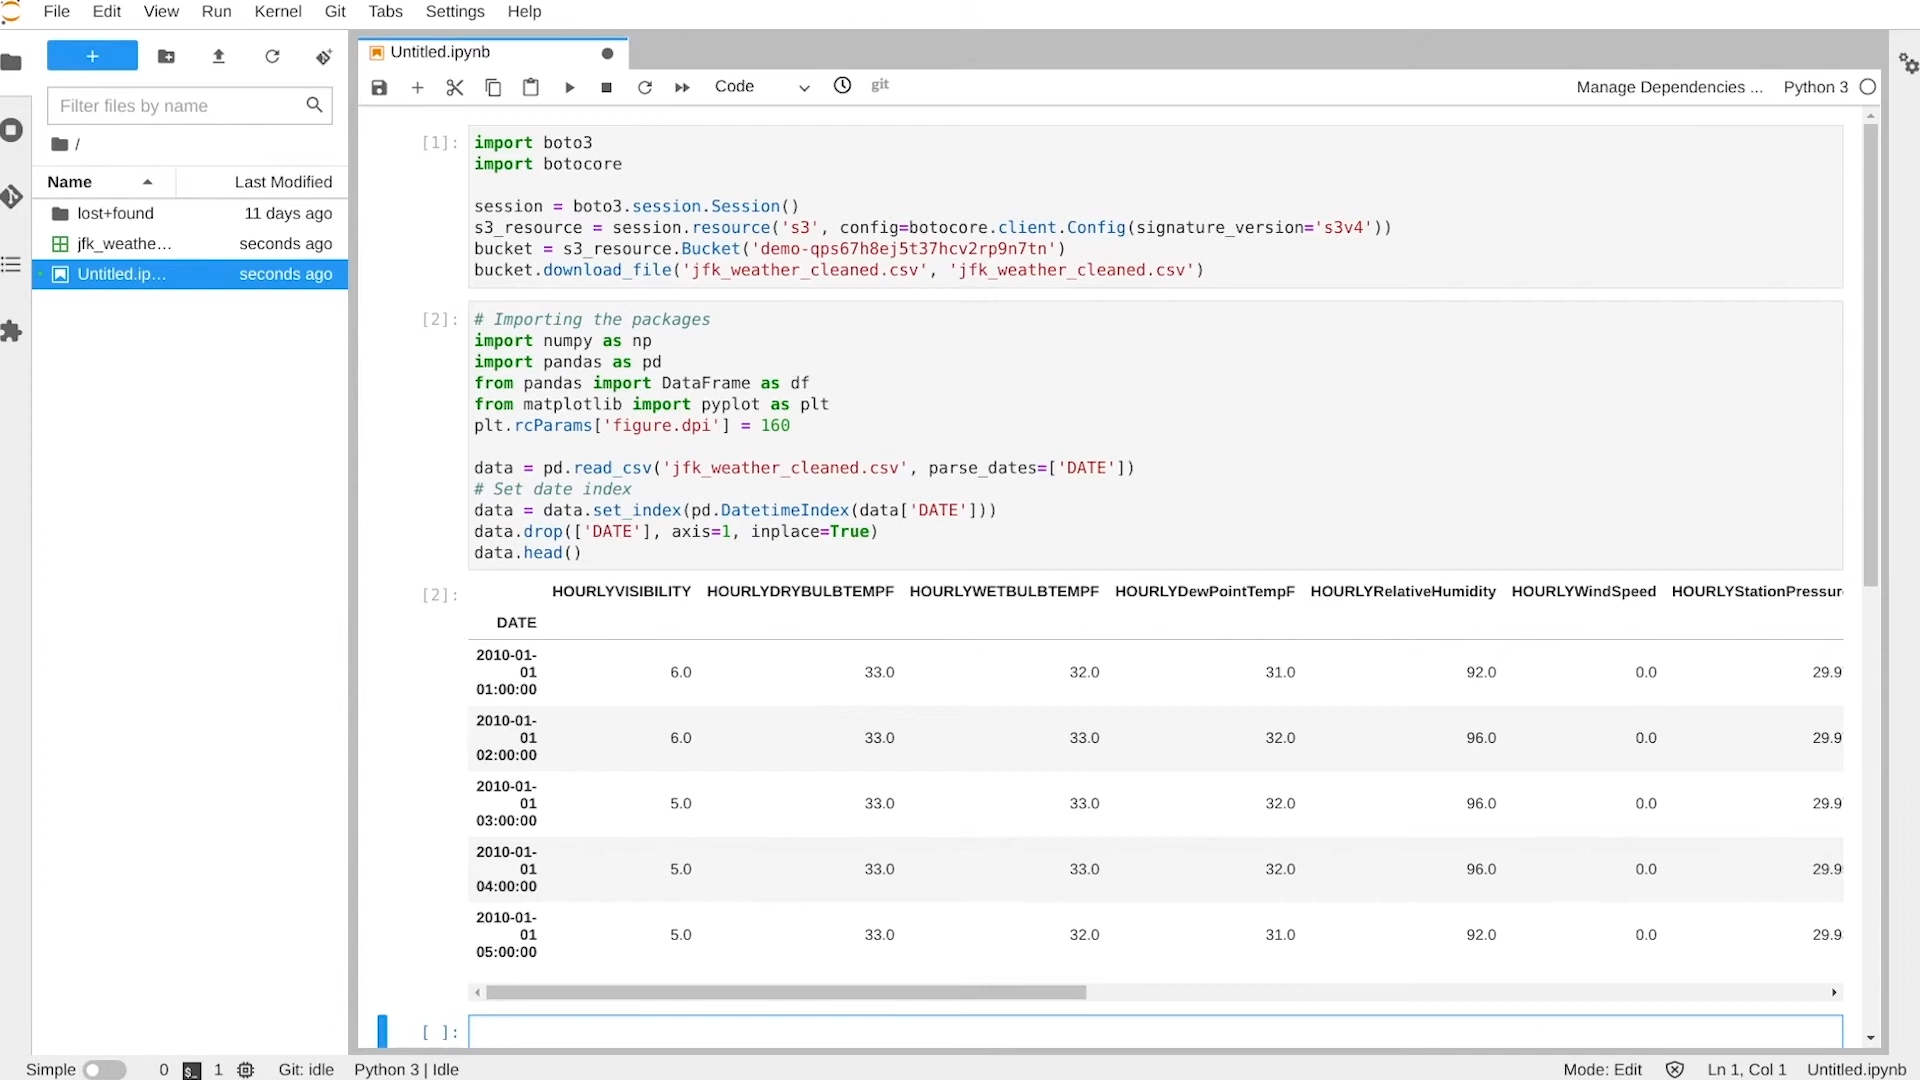 File Edit View Run Kernel Git Tabs Settings Help
Filter files by name
/
Name Last Modified
lost+found 11 days ago
jfk_weathe... seconds ago
Untitled.ip... seconds ago
Untitled.ipynb
Code git Manage Dependencies ... Python 3
[1]:
import boto3
import botocore
session = boto3.session.Session()
s3_resource = session.resource('s3', config=botocore.client.Config(signature_version='s3v4'))
bucket = s3_resource.Bucket('demo-qps67h8ej5t37hcv2rp9n7tn')
bucket.download_file('jfk_weather_cleaned.csv', 'jfk_weather_cleaned.csv')
[2]:
# Importing the packages
import numpy as np
import pandas as pd
from pandas import DataFrame as df
from matplotlib import pyplot as plt
plt.rcParams['figure.dpi'] = 160
data = pd.read_csv('jfk_weather_cleaned.csv', parse_dates=['DATE'])
# Set date index
data = data.set_index(pd.DatetimeIndex(data['DATE']))
data.drop(['DATE'], axis=1, inplace=True)
data.head()
[2]:
HOURLYVISIBILITY HOURLYDRYBULBTEMPF HOURLYWETBULBTEMPF HOURLYDewPointTempF HOURLYRelativeHumidity HOURLYWindSpeed HOURLYStationPressur
DATE
2010-01-
01
01:00:00
6.0 33.0 32.0 31.0 92.0 0.0 29.9
2010-01-
01
02:00:00
6.0 33.0 33.0 32.0 96.0 0.0 29.9
2010-01-
01
03:00:00
5.0 33.0 33.0 32.0 96.0 0.0 29.9
2010-01-
01
04:00:00
5.0 33.0 33.0 32.0 96.0 0.0 29.9
2010-01-
01
05:00:00
5.0 33.0 32.0 31.0 92.0 0.0 29.9
[ ]:
Simple 0 $_ 1 Git: idle Python 3 | Idle Mode: Edit Ln 1, Col 1 Untitled.ipynb